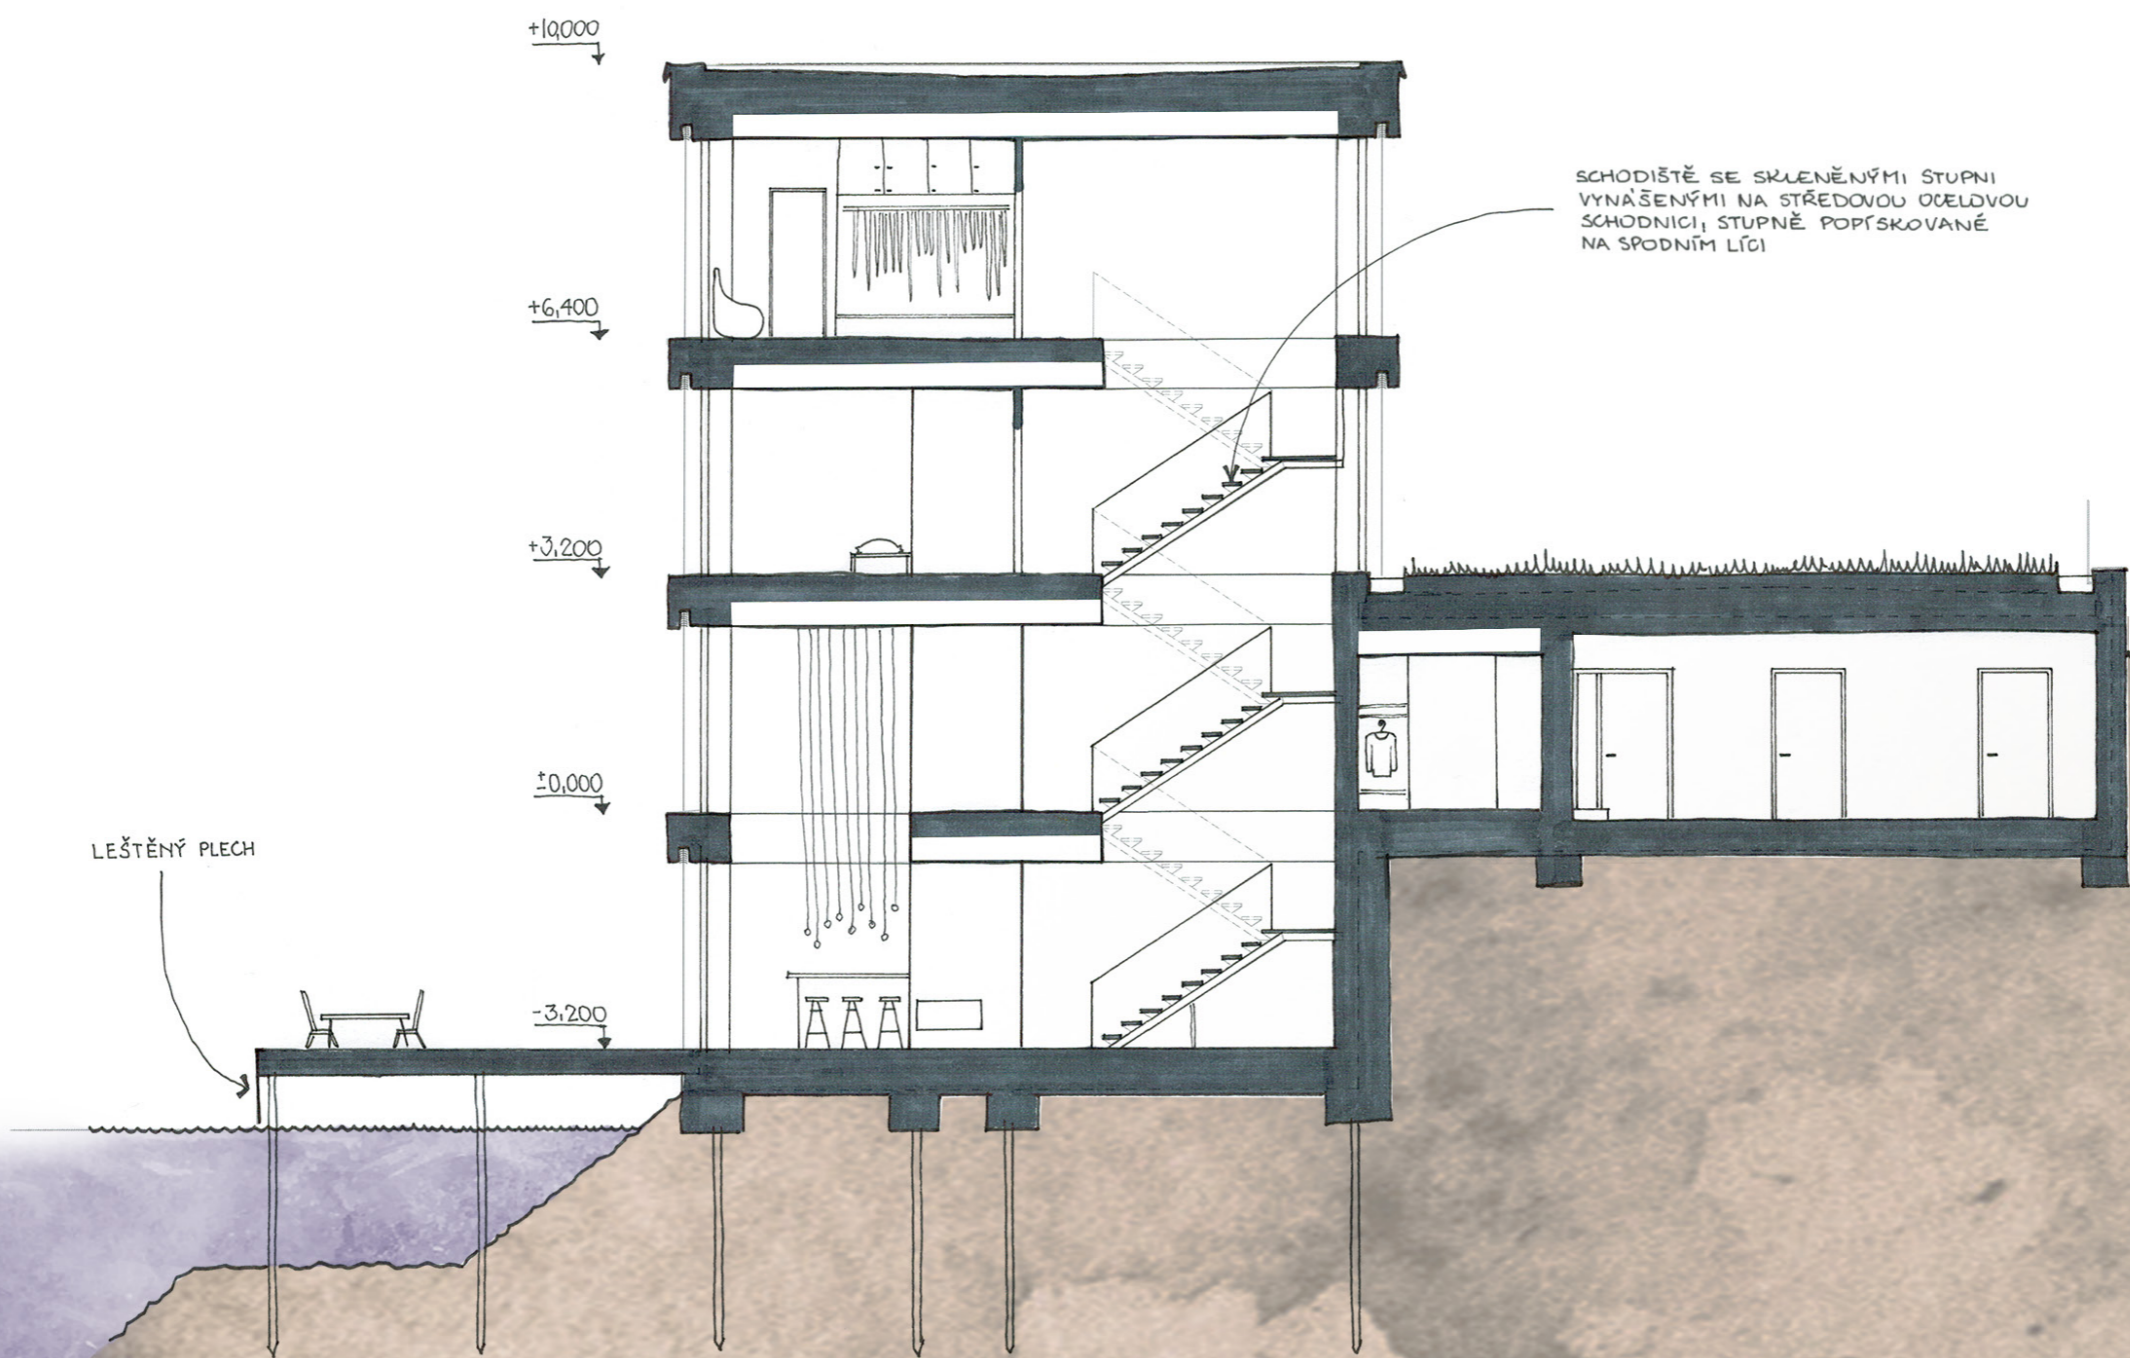 +10,000
SCHODIŠTĚ SE SKLENĚNÝMI STUPNI
VYNÁŠENÝMI NA STŘEDOVOU OCELOVOU
SCHODNICI, STUPNĚ POPÍSKOVANÉ
NA SPODNÍM LÍCI
+6,400
+3,200
±0,000
LEŠTĚNÝ PLECH
-3,200